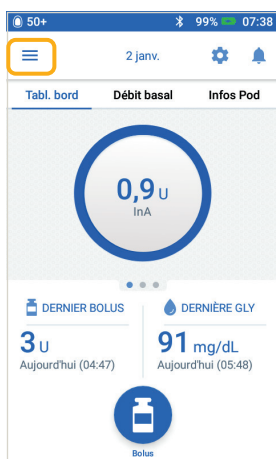 50+ 99% 07:38
2 janv.
Tabl. bord Débit basal Infos Pod
0,9 U
InA
DERNIER BOLUS DERNIÈRE GLY
3 U 91 mg/dL
Aujourd'hui (04:47) Aujourd'hui (05:48)
Bolus